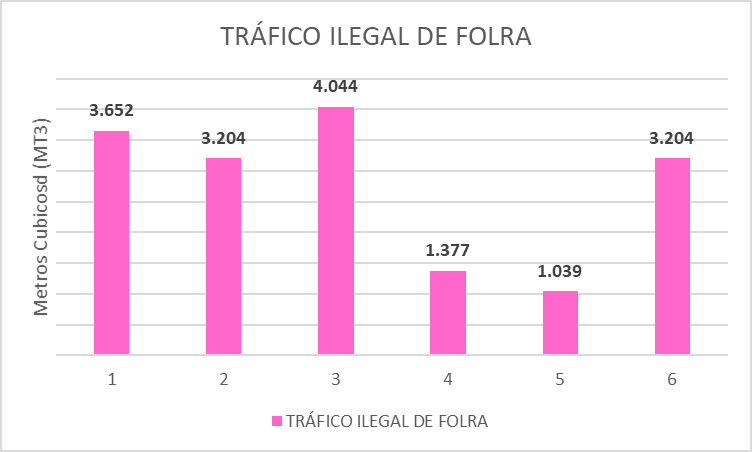 TRÁFICO ILEGAL DE FOLRA
Metros Cubicosd (MT3)
3.652
3.204
4.044
1.377
1.039
3.204
1 2 3 4 5 6
TRÁFICO ILEGAL DE FOLRA